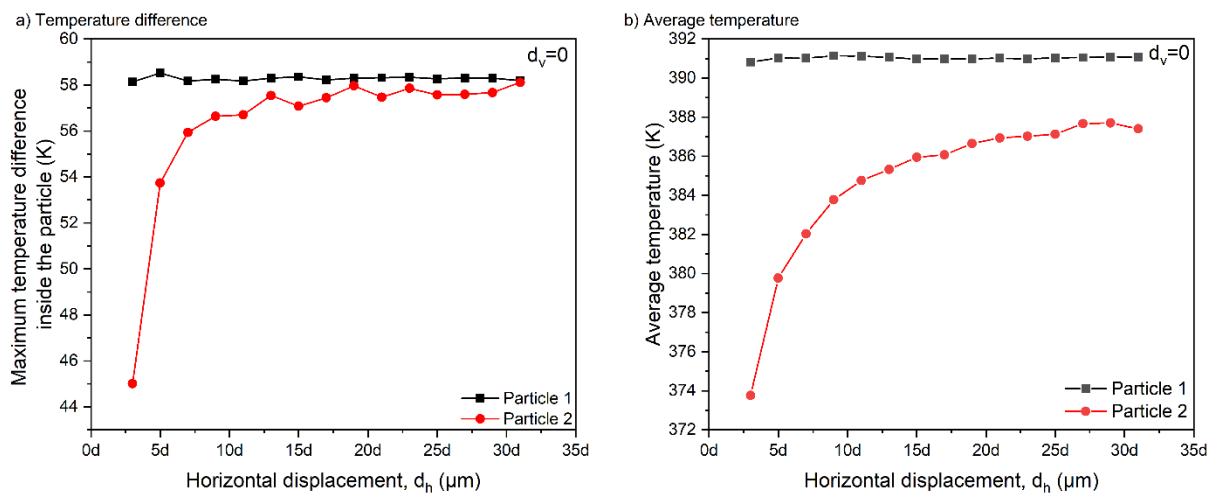 a) Temperature difference
60
58
56
54
52
50
48
46
44
Maximum temperature difference
inside the particle (K)
dᵥ=0
Particle 1
Particle 2
0d 5d 10d 15d 20d 25d 30d 35d
Horizontal displacement, dₕ (µm)
b) Average temperature
392
390
388
386
384
382
380
378
376
374
372
Average temperature (K)
dᵥ=0
Particle 1
Particle 2
0d 5d 10d 15d 20d 25d 30d 35d
Horizontal displacement, dₕ (µm)